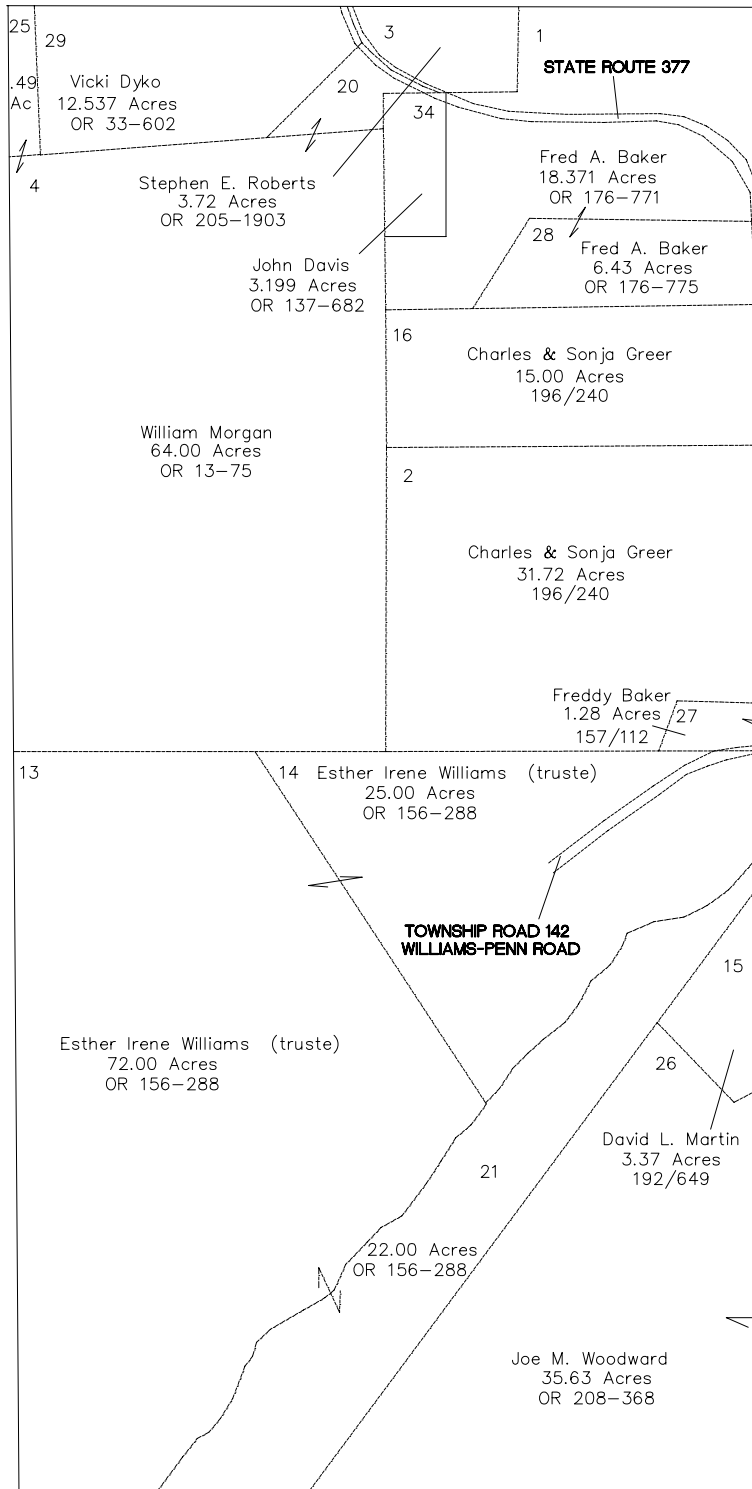 25
29
3
1
STATE ROUTE 377
.49
Ac
Vicki Dyko
12.537 Acres
OR 33-602
20
34
4
Stephen E. Roberts
3.72 Acres
OR 205-1903
Fred A. Baker
18.371 Acres
OR 176-771
28
Fred A. Baker
6.43 Acres
OR 176-775
John Davis
3.199 Acres
OR 137-682
16
Charles & Sonja Greer
15.00 Acres
196/240
William Morgan
64.00 Acres
OR 13-75
2
Charles & Sonja Greer
31.72 Acres
196/240
Freddy Baker
1.28 Acres
157/112
27
13
14
Esther Irene Williams (truste)
25.00 Acres
OR 156-288
TOWNSHIP ROAD 142
WILLIAMS-PENN ROAD
15
Esther Irene Williams (truste)
72.00 Acres
OR 156-288
26
David L. Martin
3.37 Acres
192/649
21
22.00 Acres
OR 156-288
Joe M. Woodward
35.63 Acres
OR 208-368